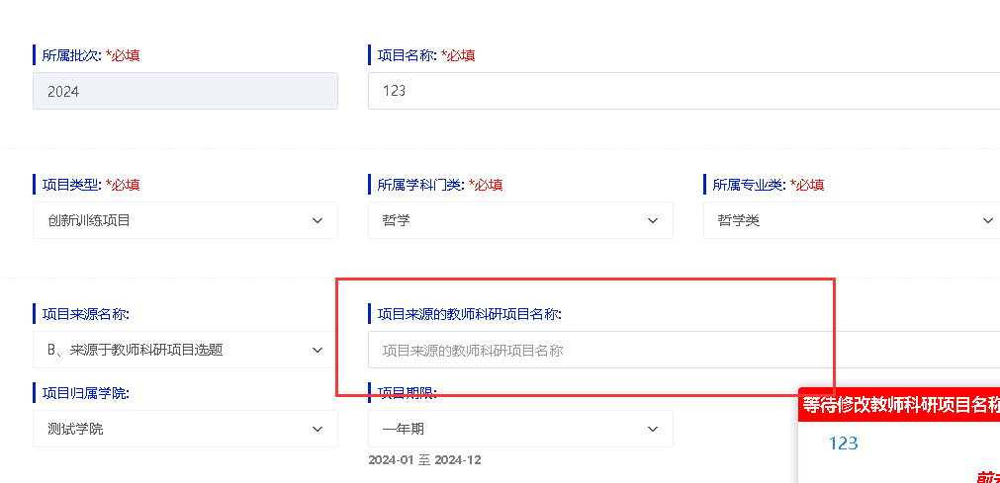 所属批次: *必填
项目名称: *必填
2024
123
项目类型: *必填
所属学科门类: *必填
所属专业类: *必填
创新训练项目
哲学
哲学类
项目来源名称:
项目来源的教师科研项目名称:
B、来源于教师科研项目选题
项目来源的教师科研项目名称
项目归属学院:
项目期限:
测试学院
一年期
2024-01 至 2024-12
等待修改教师科研项目名称
123
前去